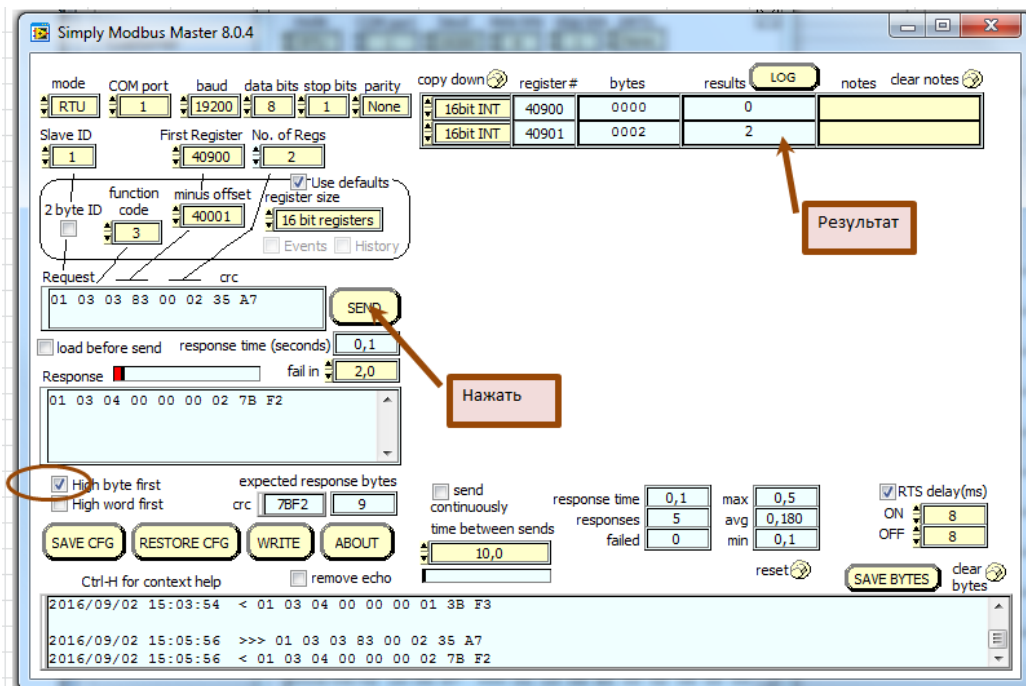 Simply Modbus Master 8.0.4
mode COM port baud data bits stop bits parity
RTU 1 19200 8 1 None
Slave ID First Register No. of Regs
1 40900 2
Use defaults
2 byte ID function code minus offset register size
3 40001 16 bit registers
Events History
Request crc
01 03 03 83 00 02 35 A7
SEND
load before send response time (seconds) 0,1
Response fail in 2,0
01 03 04 00 00 00 02 7B F2
High byte first expected response bytes
High word first crc 7BF2 9
SAVE CFG RESTORE CFG WRITE ABOUT
Ctrl-H for context help remove echo
copy down register # bytes results LOG notes clear notes
16bit INT 40900 0000 0
16bit INT 40901 0002 2
Результат
Нажать
send continuously
time between sends
10,0
response time 0,1 max 0,5
responses 5 avg 0,180
failed 0 min 0,1
reset
RTS delay(ms)
ON 8
OFF 8
SAVE BYTES clear bytes
2016/09/02 15:03:54 < 01 03 04 00 00 00 01 3B F3
2016/09/02 15:05:56 >>> 01 03 03 83 00 02 35 A7
2016/09/02 15:05:56 < 01 03 04 00 00 00 02 7B F2